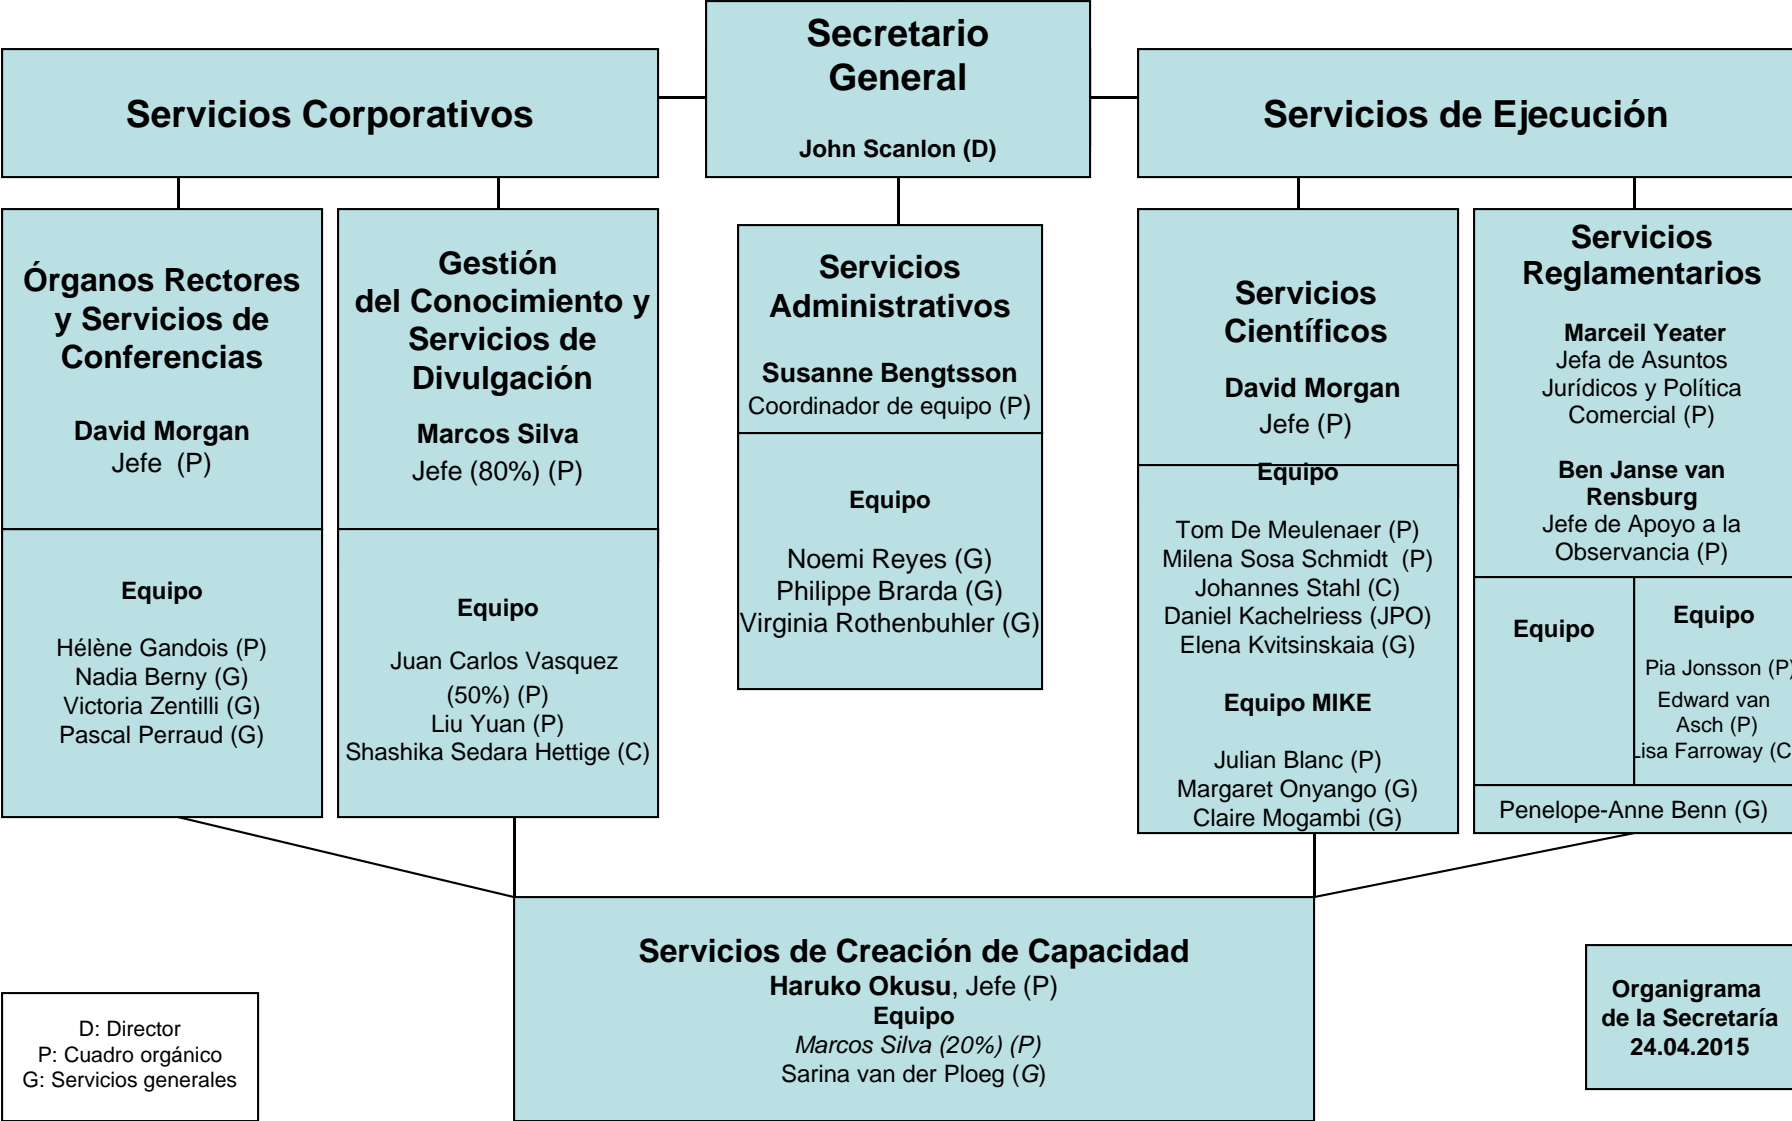 Secretario
General
John Scanlon (D)
Servicios Corporativos
Servicios de Ejecución
Órganos Rectores
y Servicios de
Conferencias
David Morgan
Jefe (P)
Equipo
Hélène Gandois (P)
Nadia Berny (G)
Victoria Zentilli (G)
Pascal Perraud (G)
Gestión
del Conocimiento y
Servicios de
Divulgación
Marcos Silva
Jefe (80%) (P)
Equipo
Juan Carlos Vasquez
(50%) (P)
Liu Yuan (P)
Shashika Sedara Hettige (C)
Servicios
Administrativos
Susanne Bengtsson
Coordinador de equipo (P)
Equipo
Noemi Reyes (G)
Philippe Brarda (G)
Virginia Rothenbuhler (G)
Servicios
Científicos
David Morgan
Jefe (P)
Equipo
Tom De Meulenaer (P)
Milena Sosa Schmidt (P)
Johannes Stahl (C)
Daniel Kachelriess (JPO)
Elena Kvitsinskaia (G)
Equipo MIKE
Julian Blanc (P)
Margaret Onyango (G)
Claire Mogambi (G)
Servicios
Reglamentarios
Marceil Yeater
Jefa de Asuntos
Jurídicos y Política
Comercial (P)
Ben Janse van
Rensburg
Jefe de Apoyo a la
Observancia (P)
Equipo
Equipo
Pia Jonsson (P)
Edward van
Asch (P)
Lisa Farroway (C
Penelope-Anne Benn (G)
Servicios de Creación de Capacidad
Haruko Okusu, Jefe (P)
Equipo
Marcos Silva (20%) (P)
Sarina van der Ploeg (G)
D: Director
P: Cuadro orgánico
G: Servicios generales
Organigrama
de la Secretaría
24.04.2015